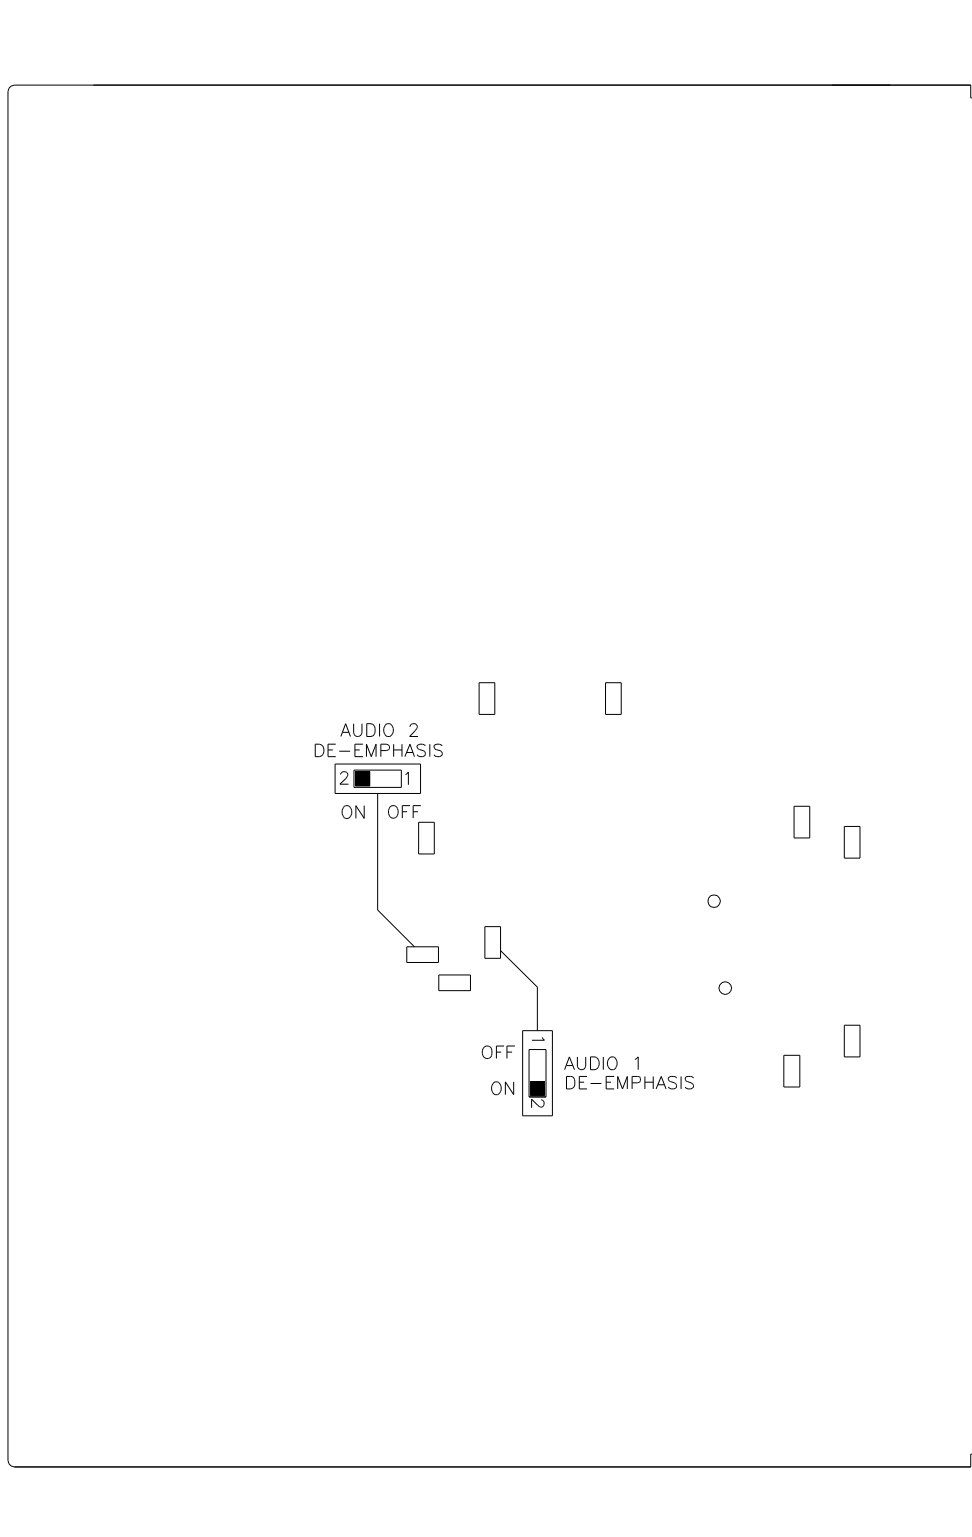 AUDIO 2
DE-EMPHASIS
2 1
ON OFF
1
OFF
ON
2
AUDIO 1
DE-EMPHASIS